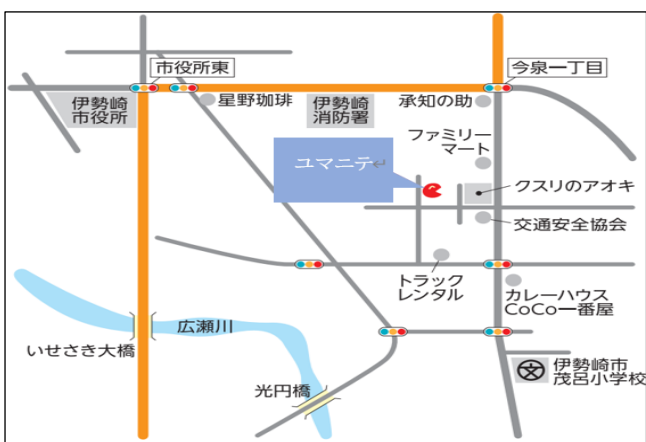 市役所東
今泉一丁目
伊勢崎
市役所
星野珈琲
伊勢崎
消防署
承知の助
ファミリー
マート
ユマニテ↵
クスリのアオキ
交通安全協会
トラック
レンタル
カレーハウス
CoCo一番屋
広瀬川
いせさき大橋
光円橋
文
伊勢崎市
茂呂小学校